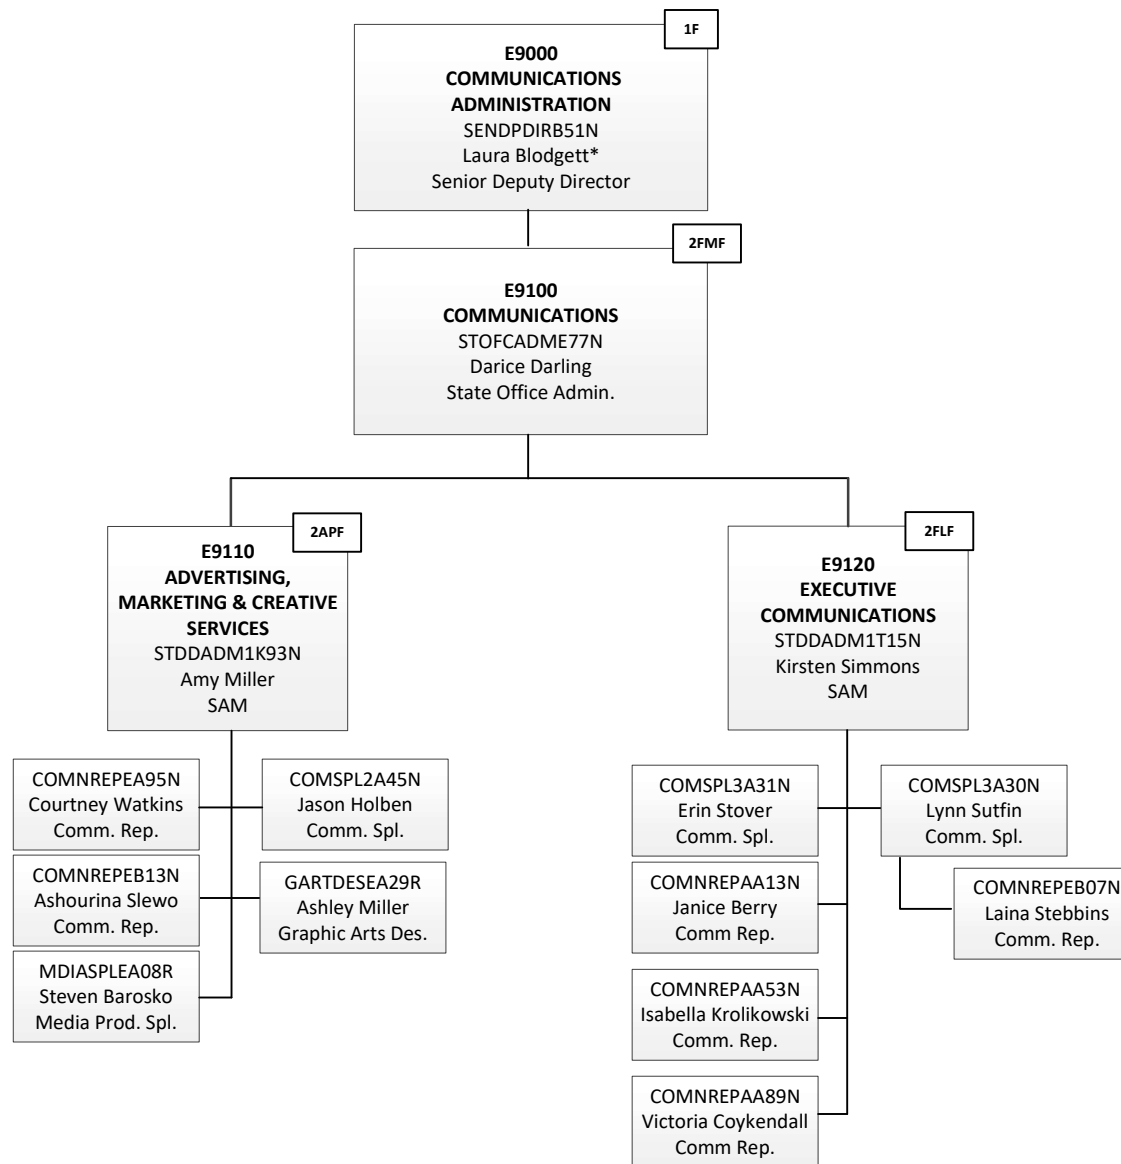 1F
E9000
COMMUNICATIONS
ADMINISTRATION
SENDPDIRB51N
Laura Blodgett*
Senior Deputy Director
2FMF
E9100
COMMUNICATIONS
STOFCADME77N
Darice Darling
State Office Admin.
2APF
E9110
ADVERTISING,
MARKETING & CREATIVE
SERVICES
STDDADM1K93N
Amy Miller
SAM
2FLF
E9120
EXECUTIVE
COMMUNICATIONS
STDDADM1T15N
Kirsten Simmons
SAM
COMNREPEA95N
Courtney Watkins
Comm. Rep.
COMSPL2A45N
Jason Holben
Comm. Spl.
COMNREPEB13N
Ashourina Slewo
Comm. Rep.
GARTDESEA29R
Ashley Miller
Graphic Arts Des.
MDIASPLEA08R
Steven Barosko
Media Prod. Spl.
COMSPL3A31N
Erin Stover
Comm. Spl.
COMSPL3A30N
Lynn Sutfin
Comm. Spl.
COMNREPAA13N
Janice Berry
Comm Rep.
COMNREPEB07N
Laina Stebbins
Comm. Rep.
COMNREPAA53N
Isabella Krolikowski
Comm. Rep.
COMNREPAA89N
Victoria Coykendall
Comm Rep.